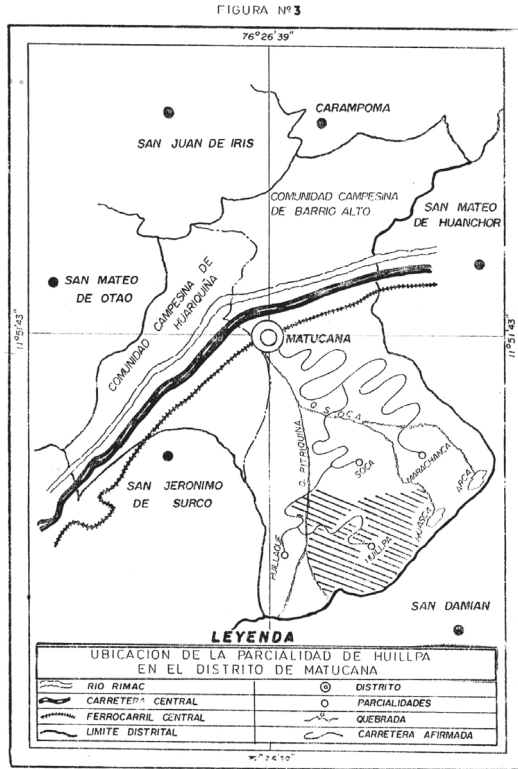 FIGURA Nº3
76°26'39"
CARAMPOMA
SAN JUAN DE IRIS
COMUNIDAD CAMPESINA
DE BARRIO ALTO
SAN MATEO
DE HUANCHOR
SAN MATEO
DE OTAO
COMUNIDAD CAMPESINA DE
HUARIQUIÑA
11°51'43"
11°51'43"
MATUCANA
Q. SOCA
Q. PITRIQUINA
SOCA
MARACHANCA
ARCA
HUASCA
SAN JERONIMO
DE SURCO
HUILLPA
SAN DAMIAN
LEYENDA
UBICACION DE LA PARCIALIDAD DE HUILLPA
EN EL DISTRITO DE MATUCANA
RIO RIMAC
DISTRITO
CARRETERA CENTRAL
PARCIALIDADES
FERROCARRIL CENTRAL
QUEBRADA
LIMITE DISTRITAL
CARRETERA AFIRMADA